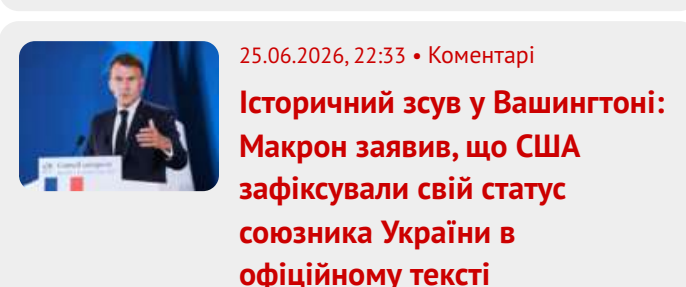 25.06.2026, 22:33 • Коментарі
Історичний зсув у Вашингтоні:
Макрон заявив, що США
зафіксували свій статус
союзника України в
офіційному тексті